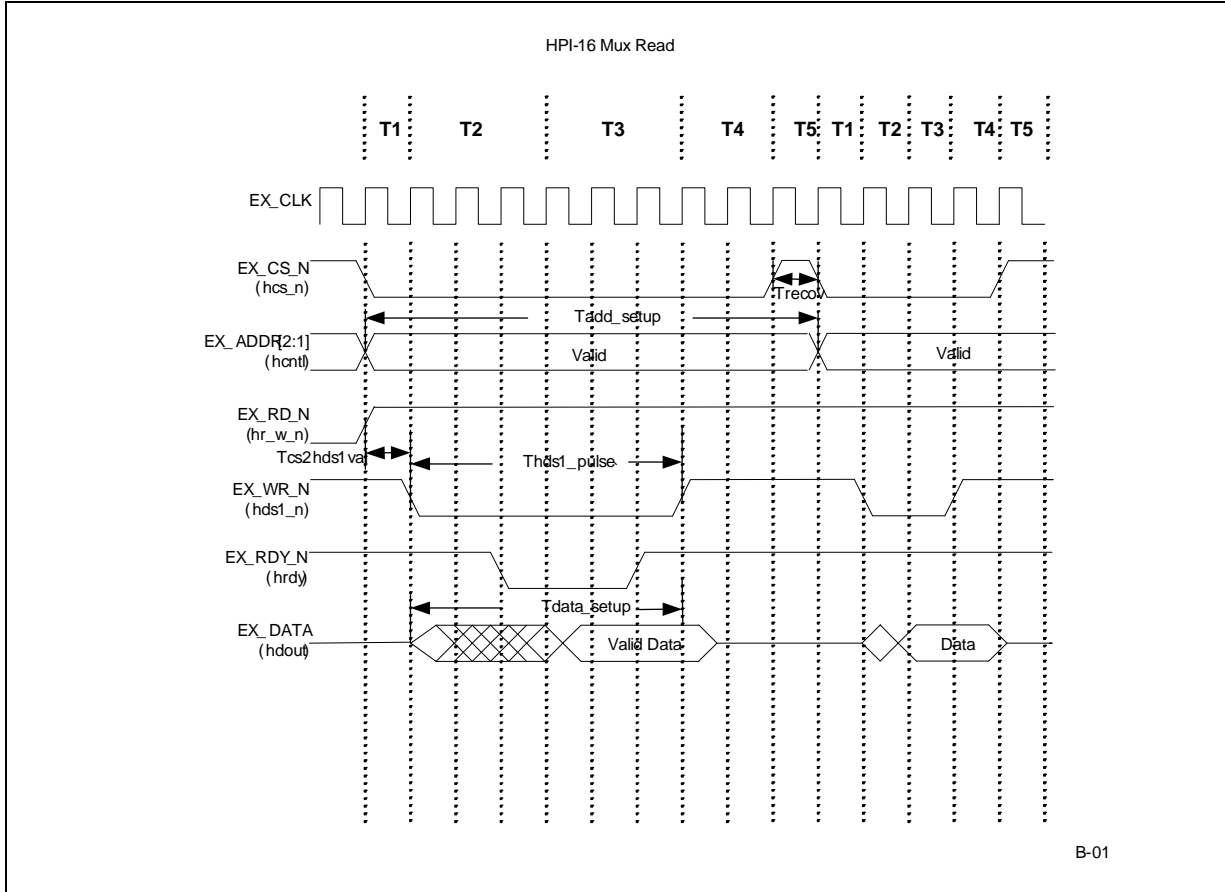 HPI-16 Mux Read
T1 T2 T3 T4 T5 T1 T2 T3 T4 T5
EX_CLK
EX_CS_N
(hcs_n)
Trecov
Tadd_setup
EX_ADDR[2:1]
(hcntl)
Valid
Valid
EX_RD_N
(hr_w_n)
Tcs2hds1val
Thds1_pulse
EX_WR_N
(hds1_n)
EX_RDY_N
(hrdy)
Tdata_setup
EX_DATA
(hdout)
Valid Data
Data
B-01